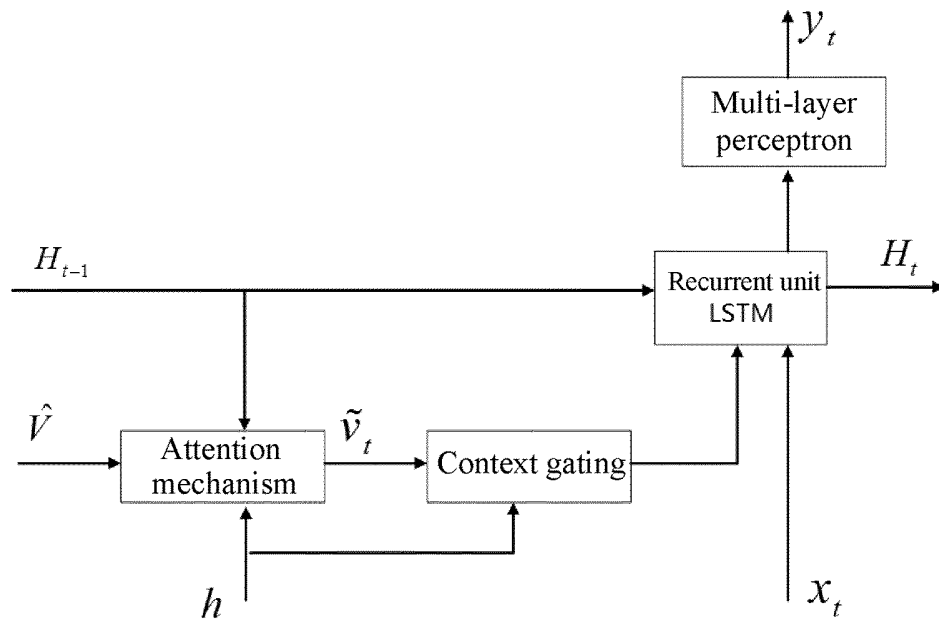 y_t
Multi-layer
perceptron
H_{t-1}
H_t
Recurrent unit
LSTM
V̂
ṽ_t
Attention
mechanism
Context gating
h
x_t